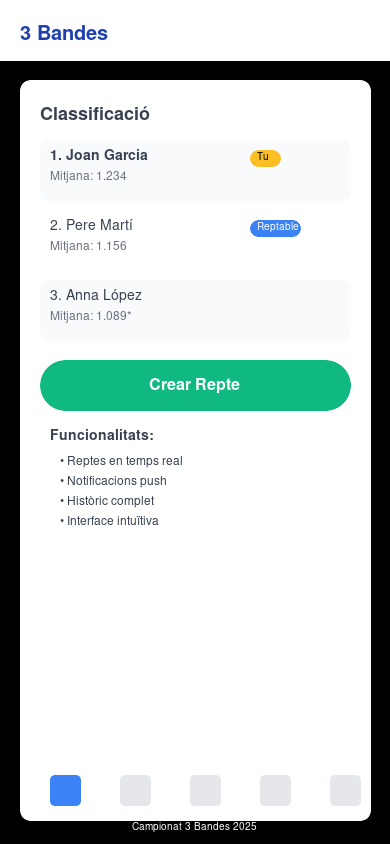 3 Bandes
Classificació
1. Joan Garcia
Tu
Mitjana: 1.234
2. Pere Martí
Reptable
Mitjana: 1.156
3. Anna López
Mitjana: 1.089*
Crear Repte
Funcionalitats:
• Reptes en temps real
• Notificacions push
• Històric complet
• Interface intuïtiva
Campionat 3 Bandes 2025